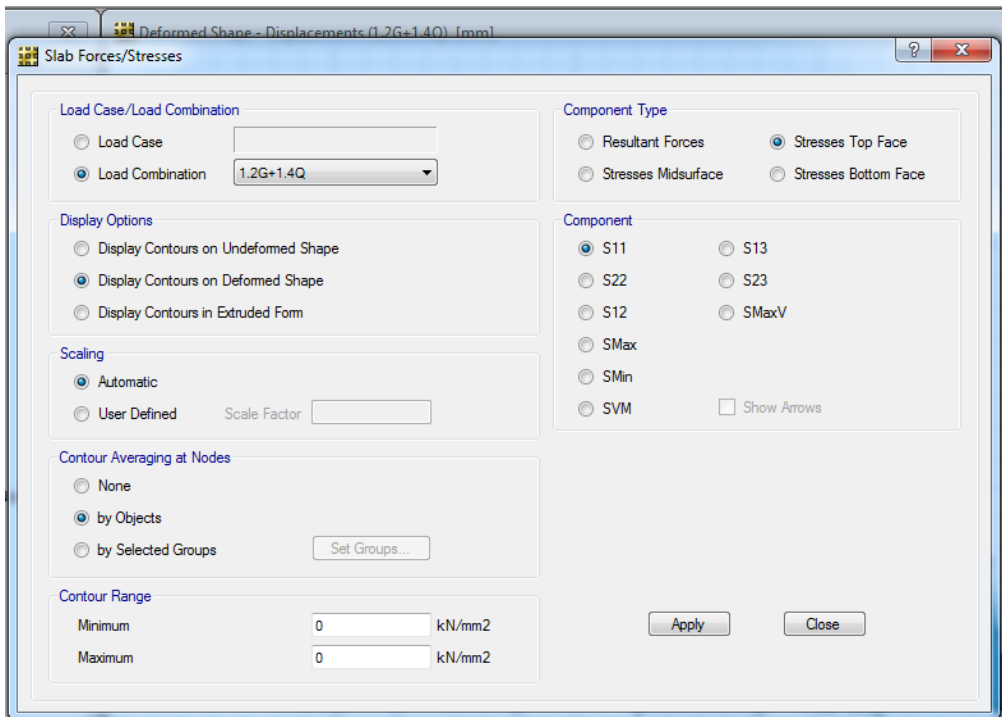 Deformed Shape - Displacements (1.2G+1.4Q) [mm]
Slab Forces/Stresses
Load Case/Load Combination
Load Case
Load Combination 1.2G+1.4Q
Display Options
Display Contours on Undeformed Shape
Display Contours on Deformed Shape
Display Contours in Extruded Form
Scaling
Automatic
User Defined Scale Factor
Contour Averaging at Nodes
None
by Objects
by Selected Groups Set Groups...
Contour Range
Minimum 0 kN/mm2
Maximum 0 kN/mm2
Component Type
Resultant Forces Stresses Top Face
Stresses Midsurface Stresses Bottom Face
Component
S11 S13
S22 S23
S12 SMaxV
SMax
SMin
SVM Show Arrows
Apply Close